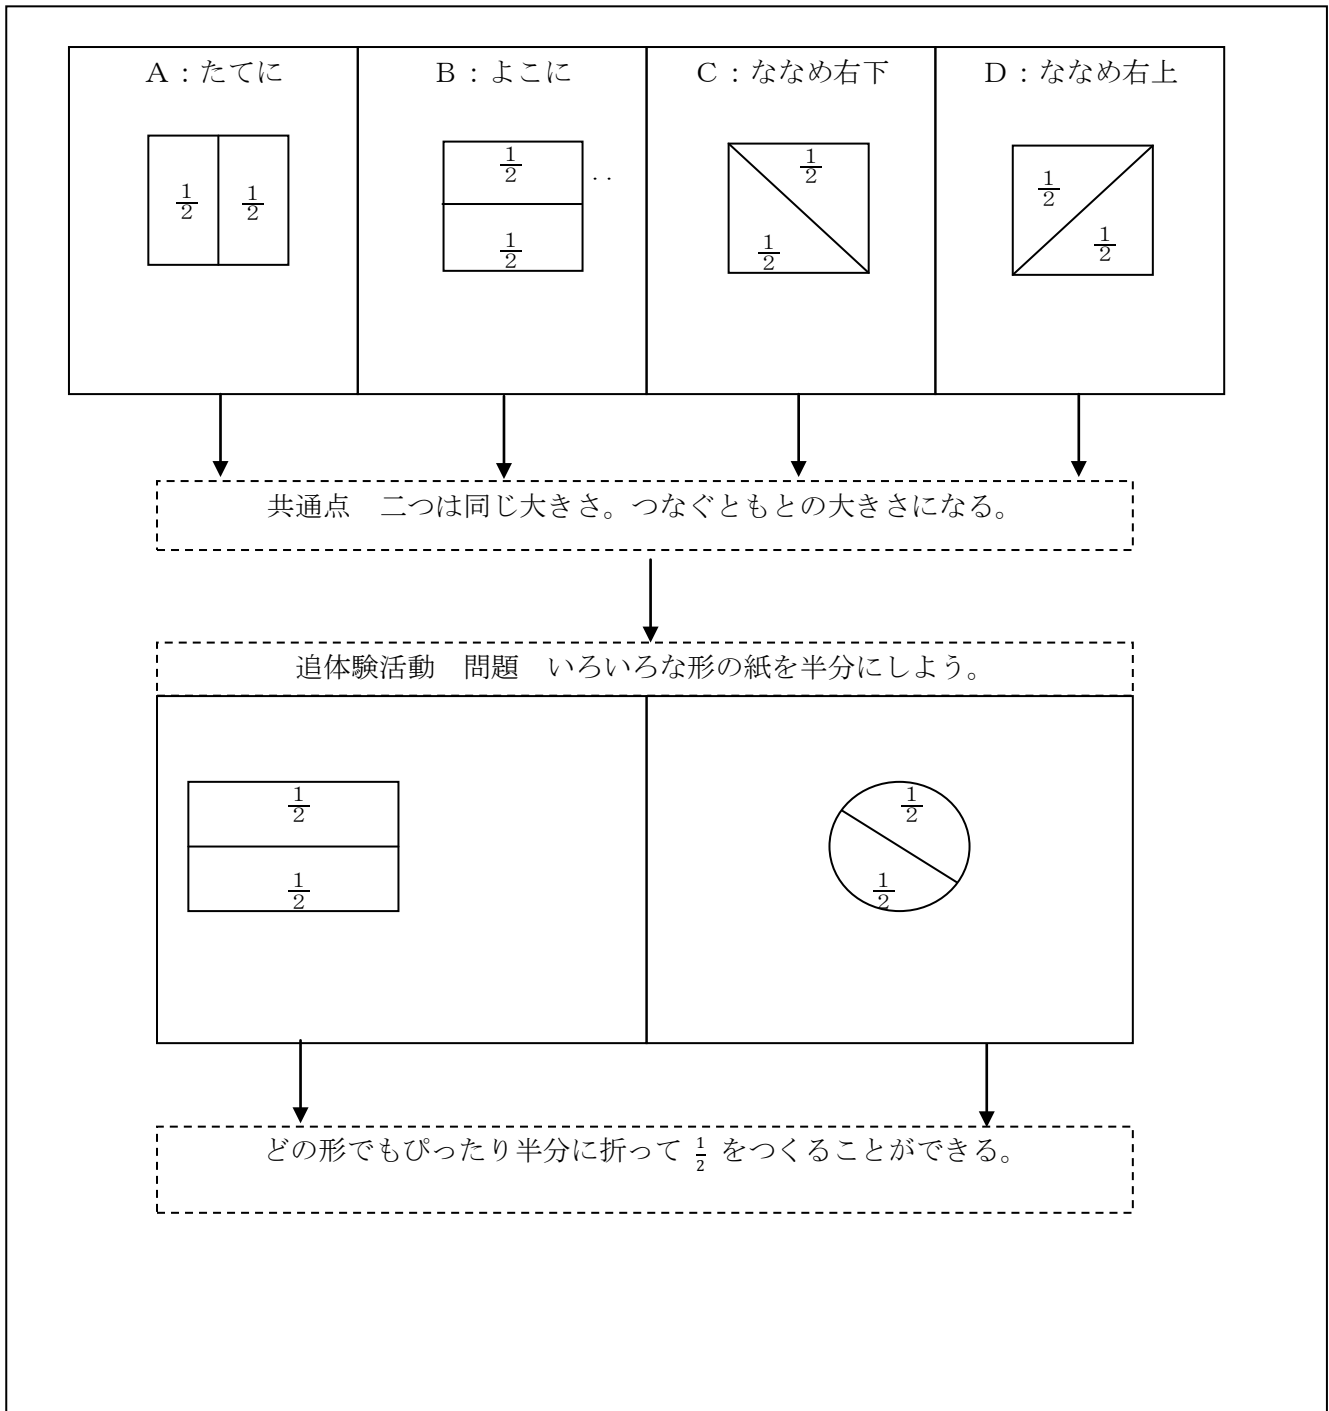 A：たてに
B：よこに
C：ななめ右下
D：ななめ右上
1/2 1/2
1/2
1/2
1/2
1/2
1/2
1/2
..
共通点　二つは同じ大きさ。つなぐともとの大きさになる。
追体験活動　問題　いろいろな形の紙を半分にしよう。
1/2
1/2
1/2
1/2
どの形でもぴったり半分に折って 1/2 をつくることができる。